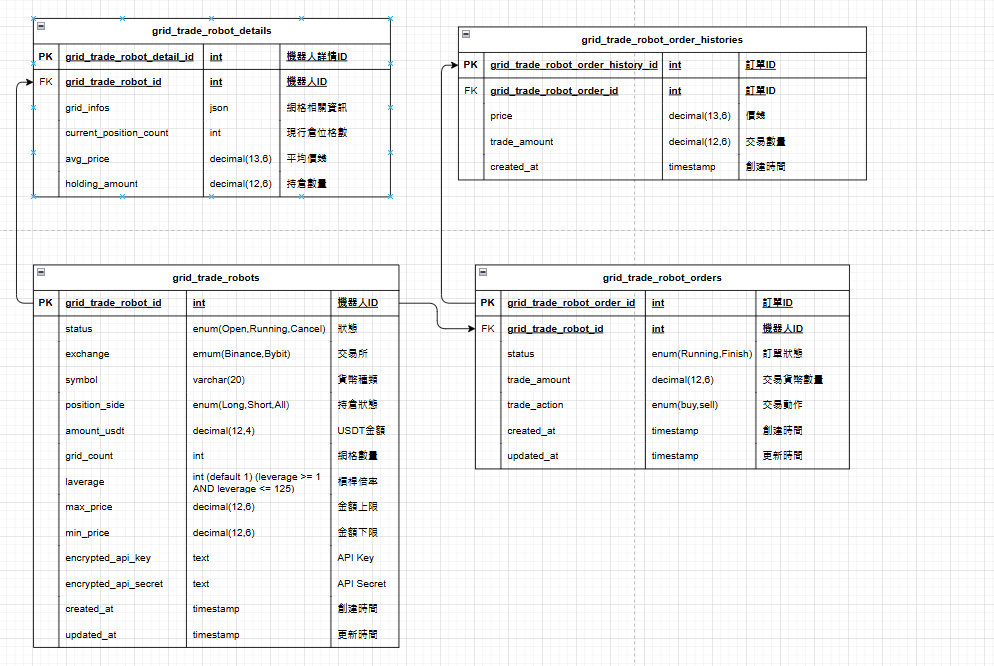 grid_trade_robot_details
PK grid_trade_robot_detail_id int 機器人詳情ID
FK grid_trade_robot_id int 機器人ID
grid_infos json 網格相關資訊
current_position_count int 現行倉位格數
avg_price decimal(13,6) 平均價錢
holding_amount decimal(12,6) 持倉數量
grid_trade_robot_order_histories
PK grid_trade_robot_order_history_id int 訂單ID
FK grid_trade_robot_order_id int 訂單ID
price decimal(13,6) 價錢
trade_amount decimal(12,6) 交易數量
created_at timestamp 創建時間
grid_trade_robots
PK grid_trade_robot_id int 機器人ID
status enum(Open,Running,Cancel) 狀態
exchange emum(Binance,Bybit) 交易所
symbol varchar(20) 貨幣種類
position_side enum(Long,Short,All) 持倉狀態
amount_usdt decimal(12,4) USDT金額
grid_count int 網格數量
laverage int (default 1) (leverage >= 1 槓桿倍率
AND leverage <= 125)
max_price decimal(12,6) 金額上限
min_price decimal(12,6) 金額下限
encrypted_api_key text API Key
encrypted_api_secret text API Secret
created_at timestamp 創建時間
updated_at timestamp 更新時間
grid_trade_robot_orders
PK grid_trade_robot_order_id int 訂單ID
FK grid_trade_robot_id int 機器人ID
status enum(Running,Finish) 訂單狀態
trade_amount decimal(12,6) 交易貨幣數量
trade_action enum(buy,sell) 交易動作
created_at timestamp 創建時間
updated_at timestamp 更新時間